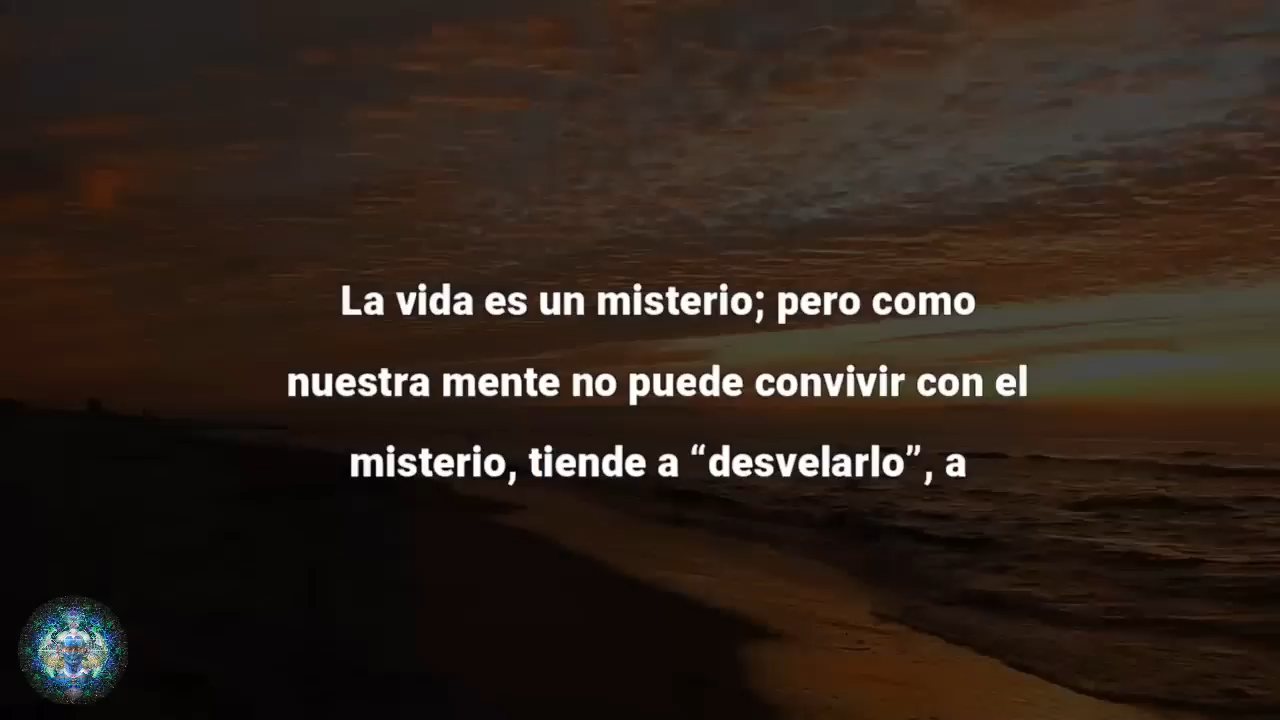 La vida es un misterio; pero como
nuestra mente no puede convivir con el
misterio, tiende a “desvelarlo”, a